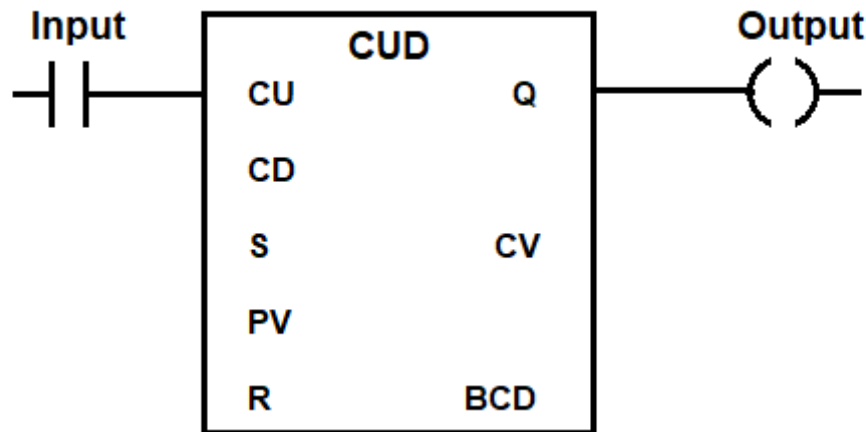 Input Output
CUD
CU Q
CD
S CV
PV
R BCD